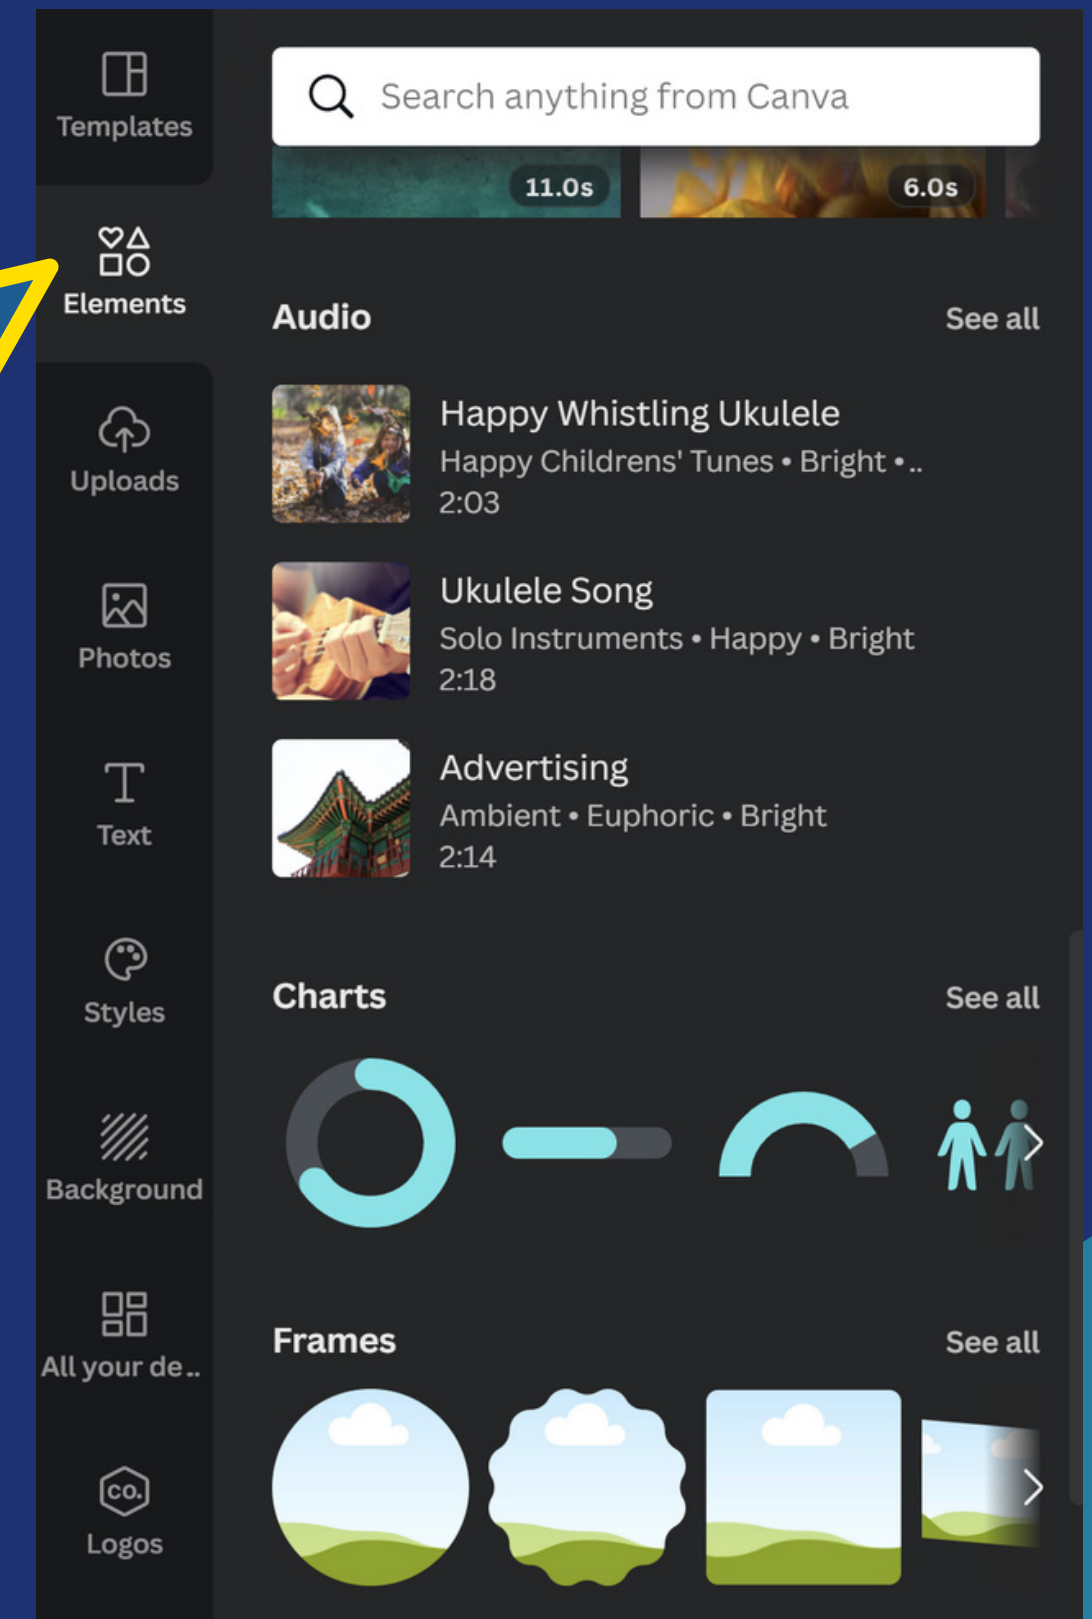 Templates
Elements
Uploads
Photos
Text
Styles
Background
All your de..
CO.
Logos
Search anything from Canva
11.0s
6.0s
Audio
See all
Happy Whistling Ukulele
Happy Childrens' Tunes • Bright • ..
2:03
Ukulele Song
Solo Instruments • Happy • Bright
2:18
Advertising
Ambient • Euphoric • Bright
2:14
Charts
See all
Frames
See all